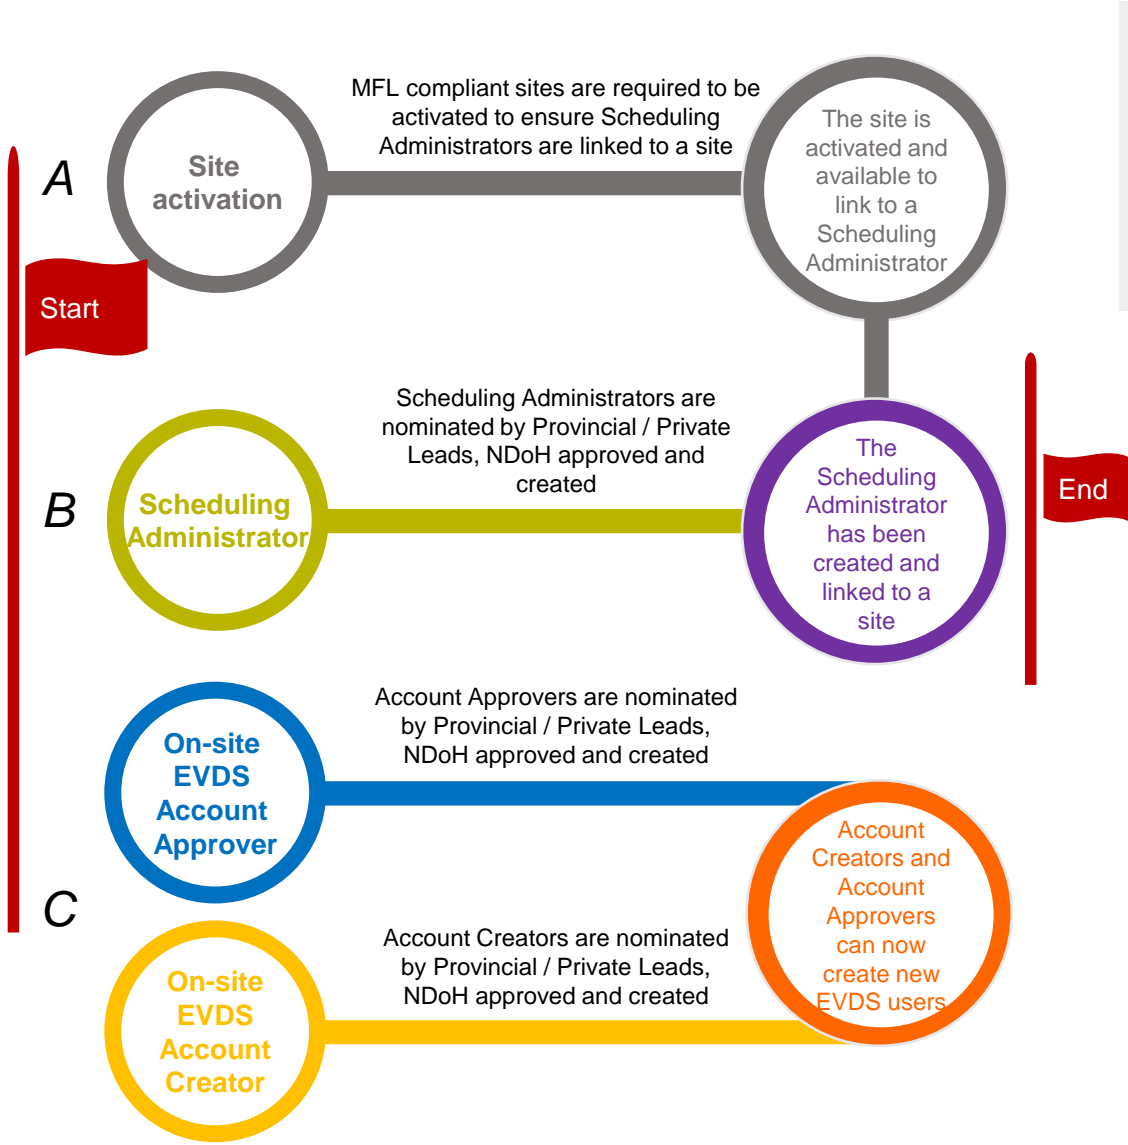 A
Site
activation
MFL compliant sites are required to be
activated to ensure Scheduling
Administrators are linked to a site
The site is
activated and
available to
link to a
Scheduling
Administrator
Start
B
Scheduling
Administrator
Scheduling Administrators are
nominated by Provincial / Private
Leads, NDoH approved and
created
The
Scheduling
Administrator
has been
created and
linked to a
site
End
C
On-site
EVDS
Account
Approver
Account Approvers are nominated
by Provincial / Private Leads,
NDoH approved and created
On-site
EVDS
Account
Creator
Account Creators are nominated
by Provincial / Private Leads,
NDoH approved and created
Account
Creators and
Account
Approvers
can now
create new
EVDS users